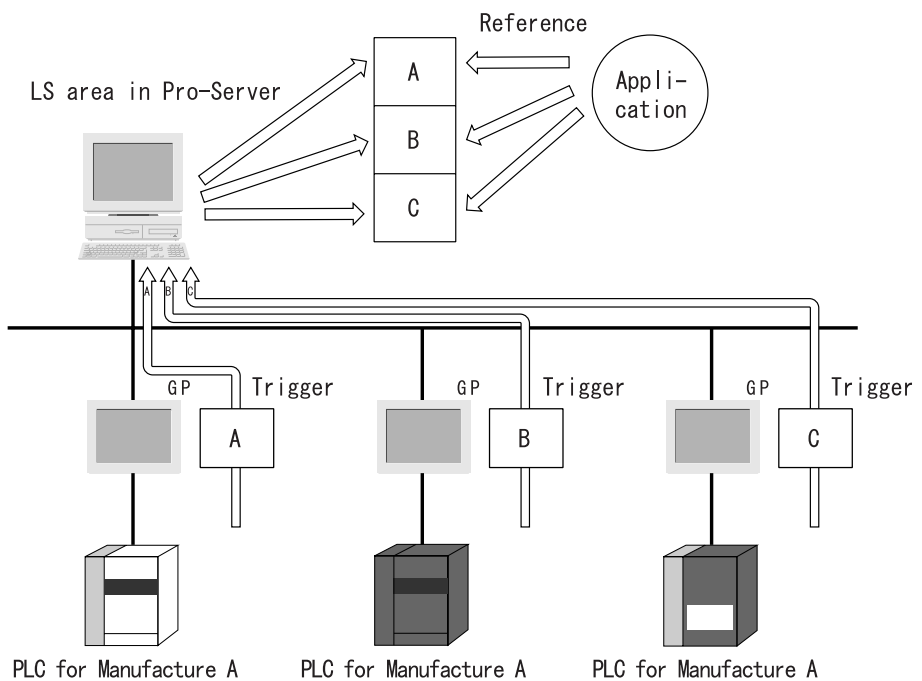 Reference
LS area in Pro-Server
A
B
C
Appli-
cation
A
B
C
GP
Trigger
GP
Trigger
GP
Trigger
A
B
C
PLC for Manufacture A
PLC for Manufacture A
PLC for Manufacture A